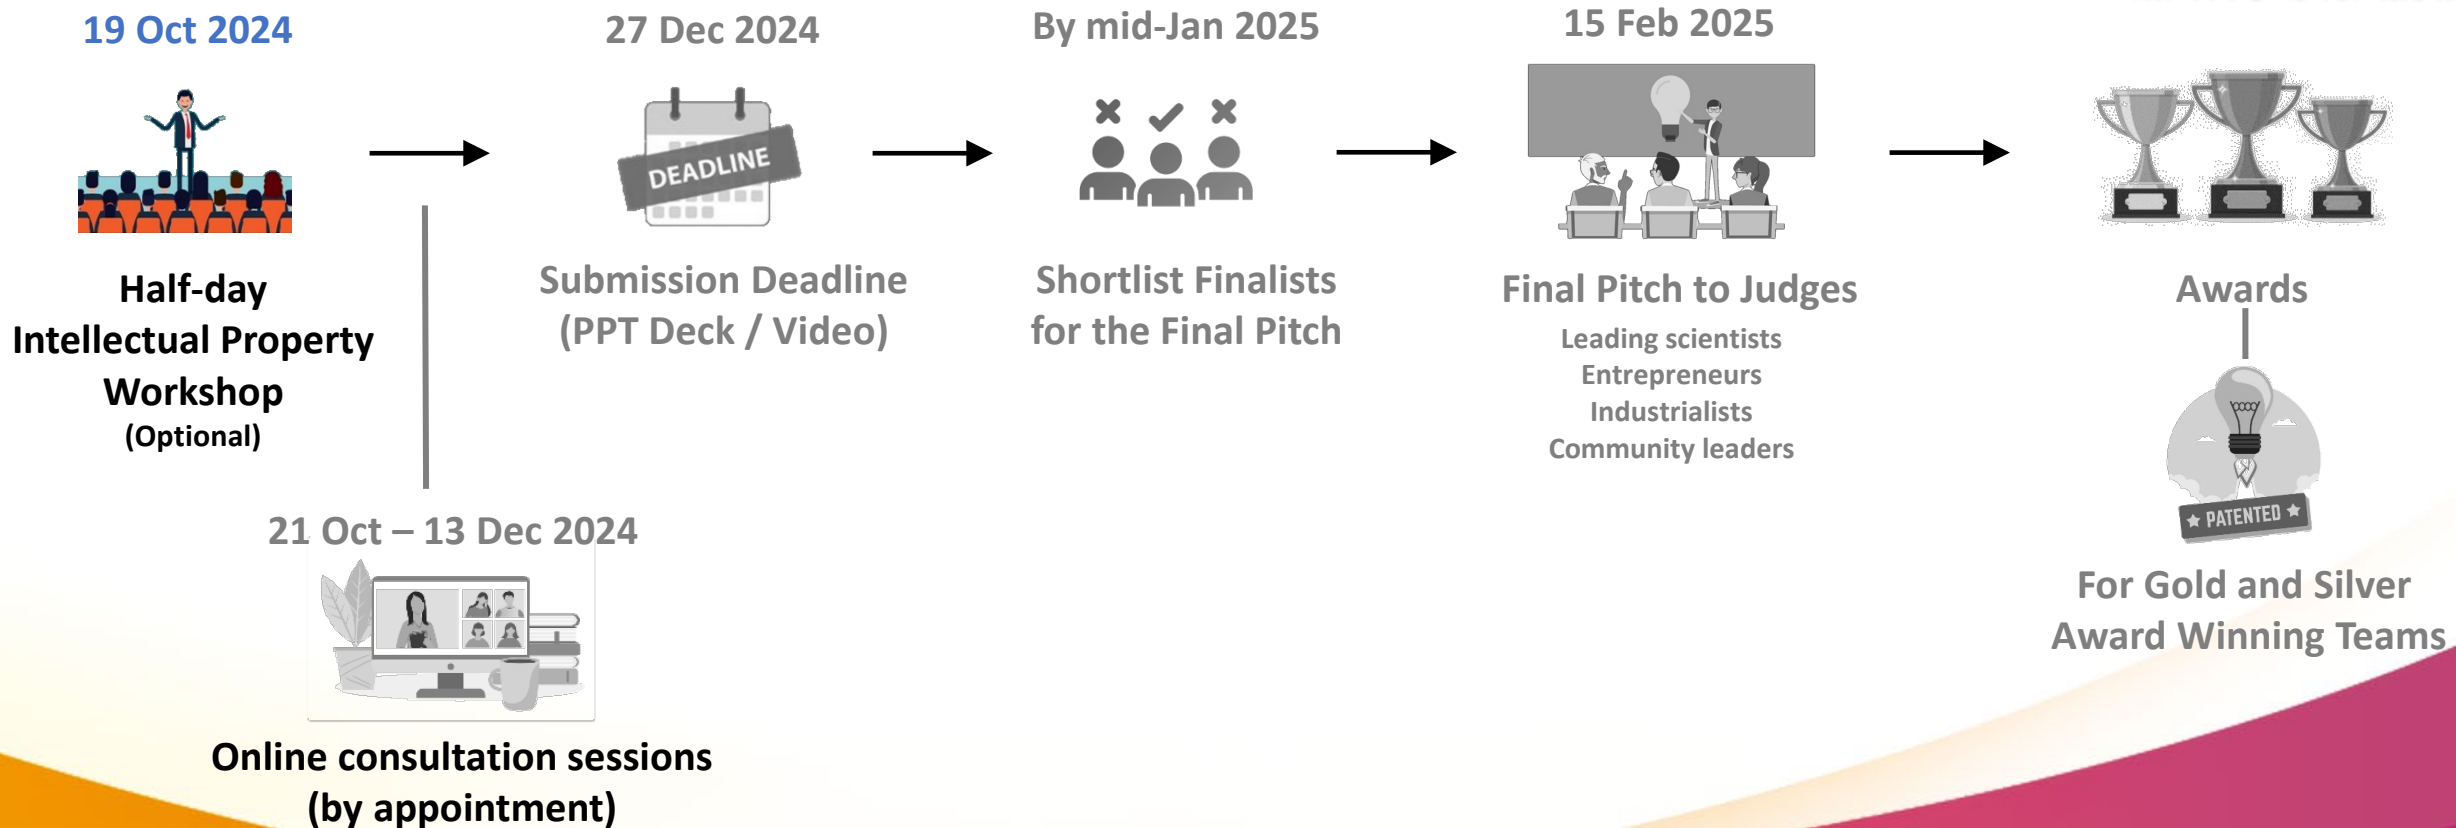 19 Oct 2024
Half-day
Intellectual Property
Workshop
(Optional)
21 Oct – 13 Dec 2024
Online consultation sessions
(by appointment)
27 Dec 2024
DEADLINE
Submission Deadline
(PPT Deck / Video)
By mid-Jan 2025
Shortlist Finalists
for the Final Pitch
15 Feb 2025
Final Pitch to Judges
Leading scientists
Entrepreneurs
Industrialists
Community leaders
Awards
★ PATENTED ★
For Gold and Silver
Award Winning Teams